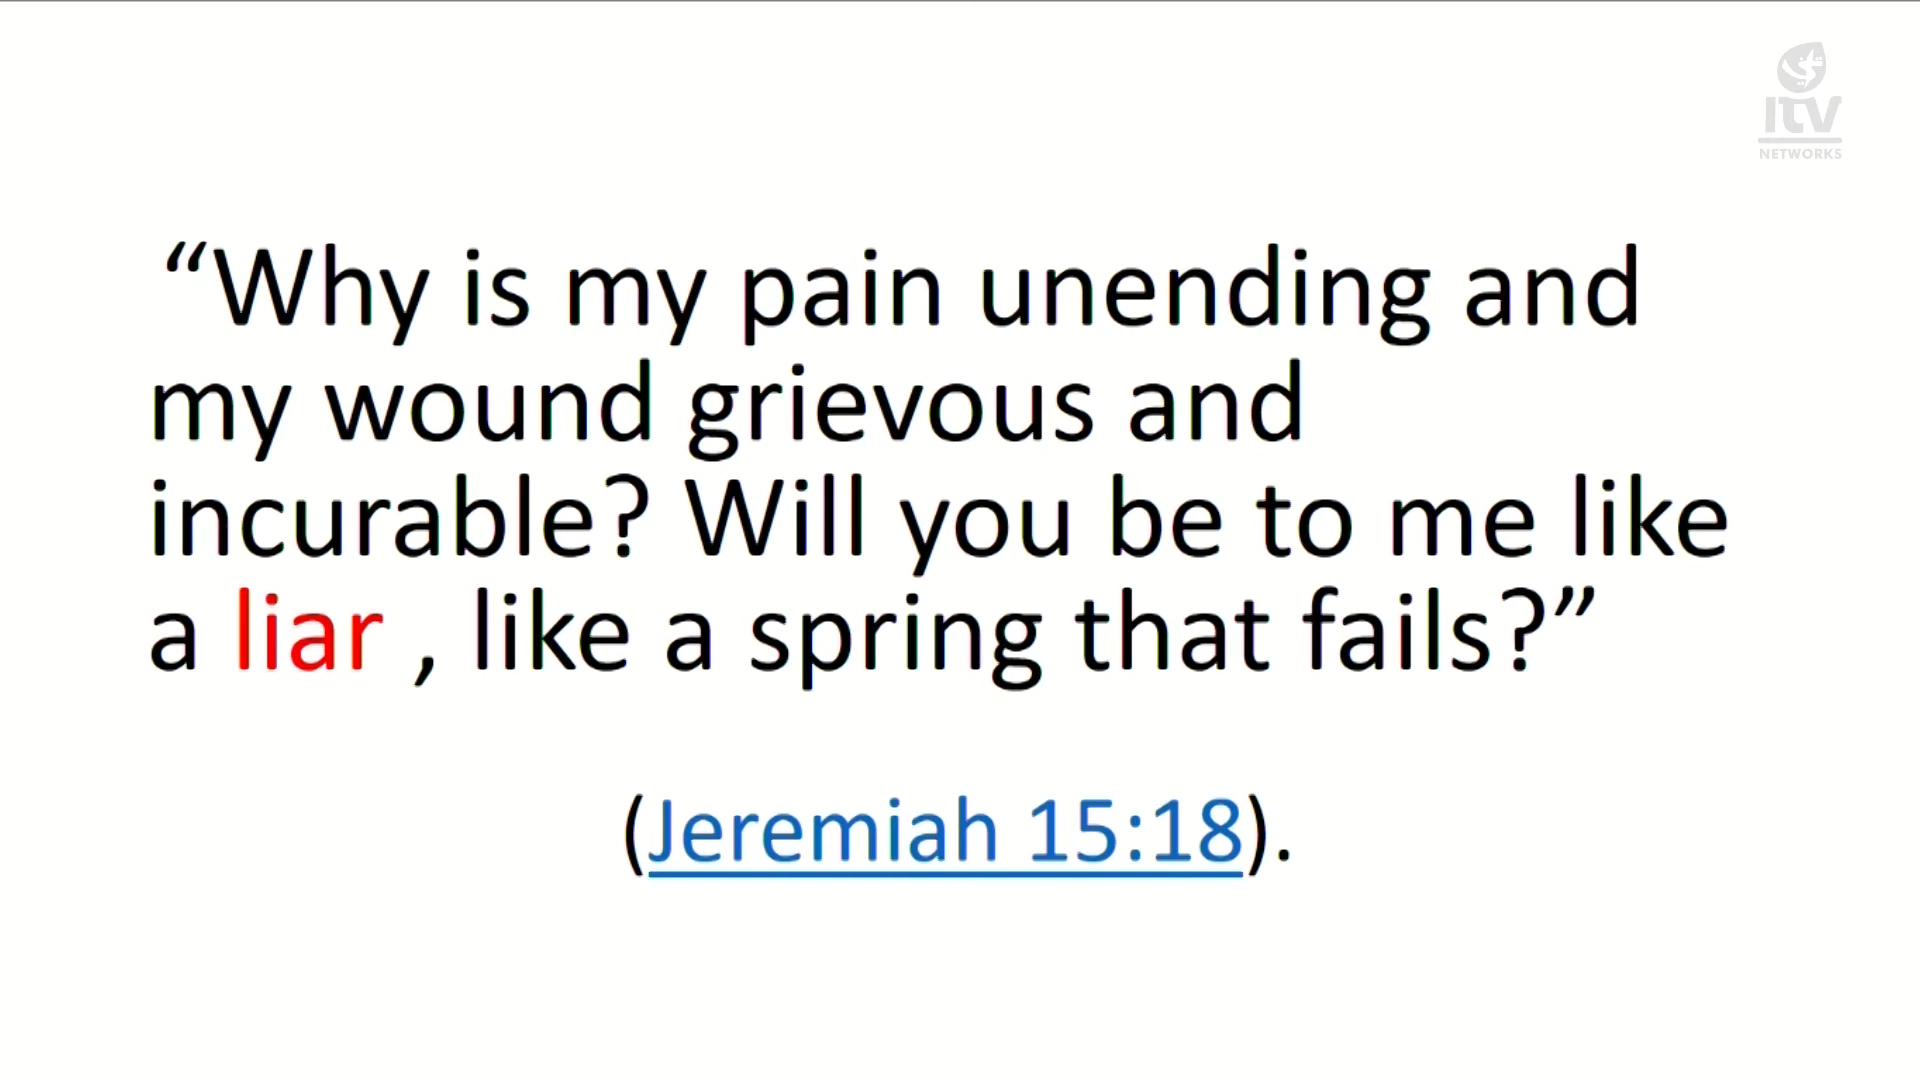 ITV
NETWORKS
“Why is my pain unending and
my wound grievous and
incurable? Will you be to me like
a liar , like a spring that fails?”
(Jeremiah 15:18).